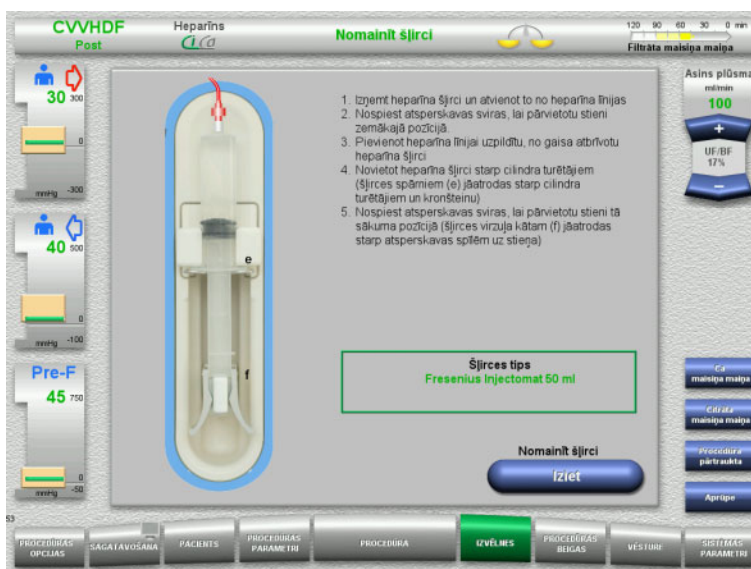 CVVHDF
Post
Heparīns
Ci.Ca
Nomainīt šļirci
120 90 60 30 0 min
Filtrāta maisiņa maiņa
30 300
0
mmHg -300
40 500
0
mmHg -100
Pre-F
45 750
0
mmHg -50
e
f
1. Izņemt heparīna šļirci un atvienot to no heparīna līnijas
2. Nospiest atsperskavas sviras, lai pārvietotu stieni
zemākajā pozīcijā.
3. Pievienot heparīna līnijai uzpildītu, no gaisa atbrīvotu
heparīna šļirci
4. Novietot heparīna šļirci starp cilindra turētājiem
(šļirces spārniem (e) jāatrodas starp cilindra
turētājiem un kronšteinu)
5. Nospiest atsperskavas sviras, lai pārvietotu stieni tā
sākuma pozīcijā (šļirces virzuļa kātam (f) jāatrodas
starp atsperskavas spīlēm uz stieņa)
Šļirces tips
Fresenius Injectomat 50 ml
Nomainīt šļirci
Iziet
Asins plūsma
ml/min
100
+
UF/BF
17%
−
Ca
maisiņa maiņa
Citrāta
maisiņa maiņa
Procedūra
pārtraukta
Aprūpe
53
PROCEDŪRAS
OPCIJAS
SAGATAVOŠANA
PACIENTS
PROCEDŪRAS
PARAMETRI
PROCEDŪRA
IZVĒLNES
PROCEDŪRAS
BEIGAS
VĒSTURE
SISTĒMAS
PARAMETRI